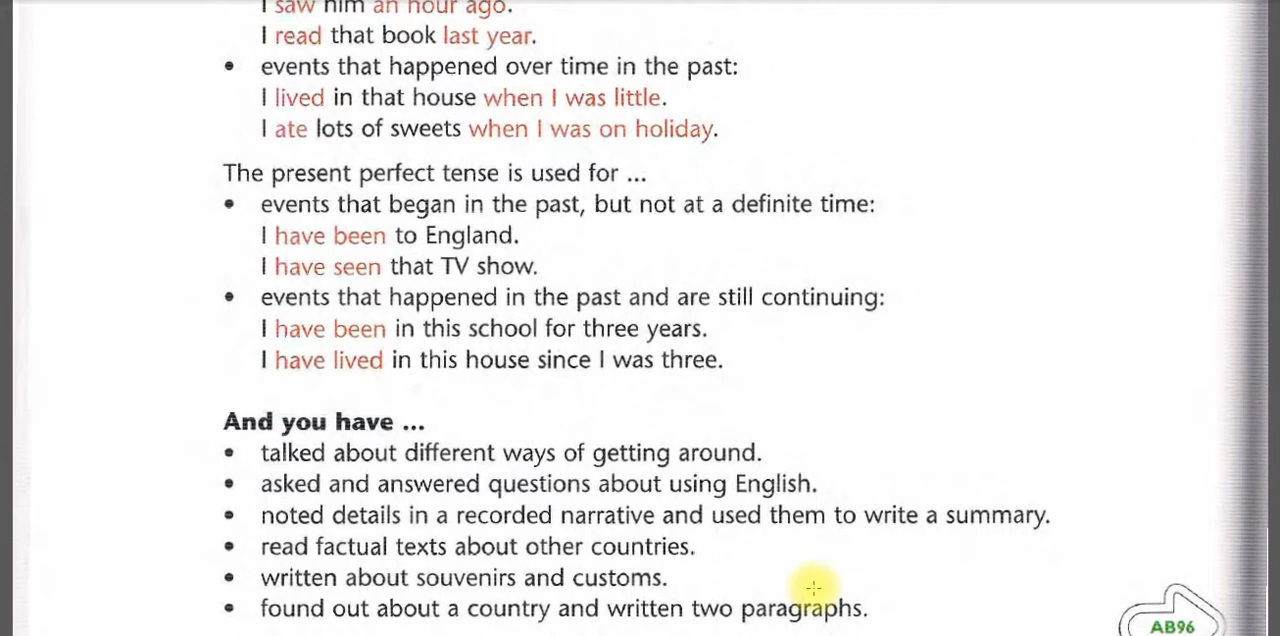 I saw him an hour ago.
I read that book last year.
• events that happened over time in the past:
I lived in that house when I was little.
I ate lots of sweets when I was on holiday.
The present perfect tense is used for ...
• events that began in the past, but not at a definite time:
I have been to England.
I have seen that TV show.
• events that happened in the past and are still continuing:
I have been in this school for three years.
I have lived in this house since I was three.
And you have ...
• talked about different ways of getting around.
• asked and answered questions about using English.
• noted details in a recorded narrative and used them to write a summary.
• read factual texts about other countries.
• written about souvenirs and customs.
• found out about a country and written two paragraphs.
AB96